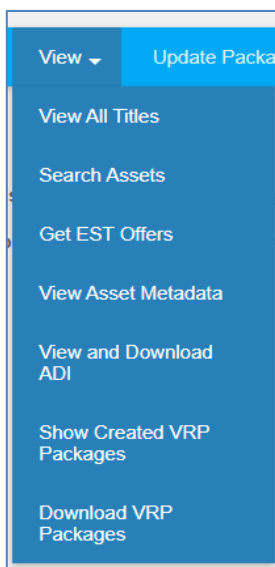 View Update Packa
View All Titles
Search Assets
Get EST Offers
View Asset Metadata
View and Download
ADI
Show Created VRP
Packages
Download VRP
Packages